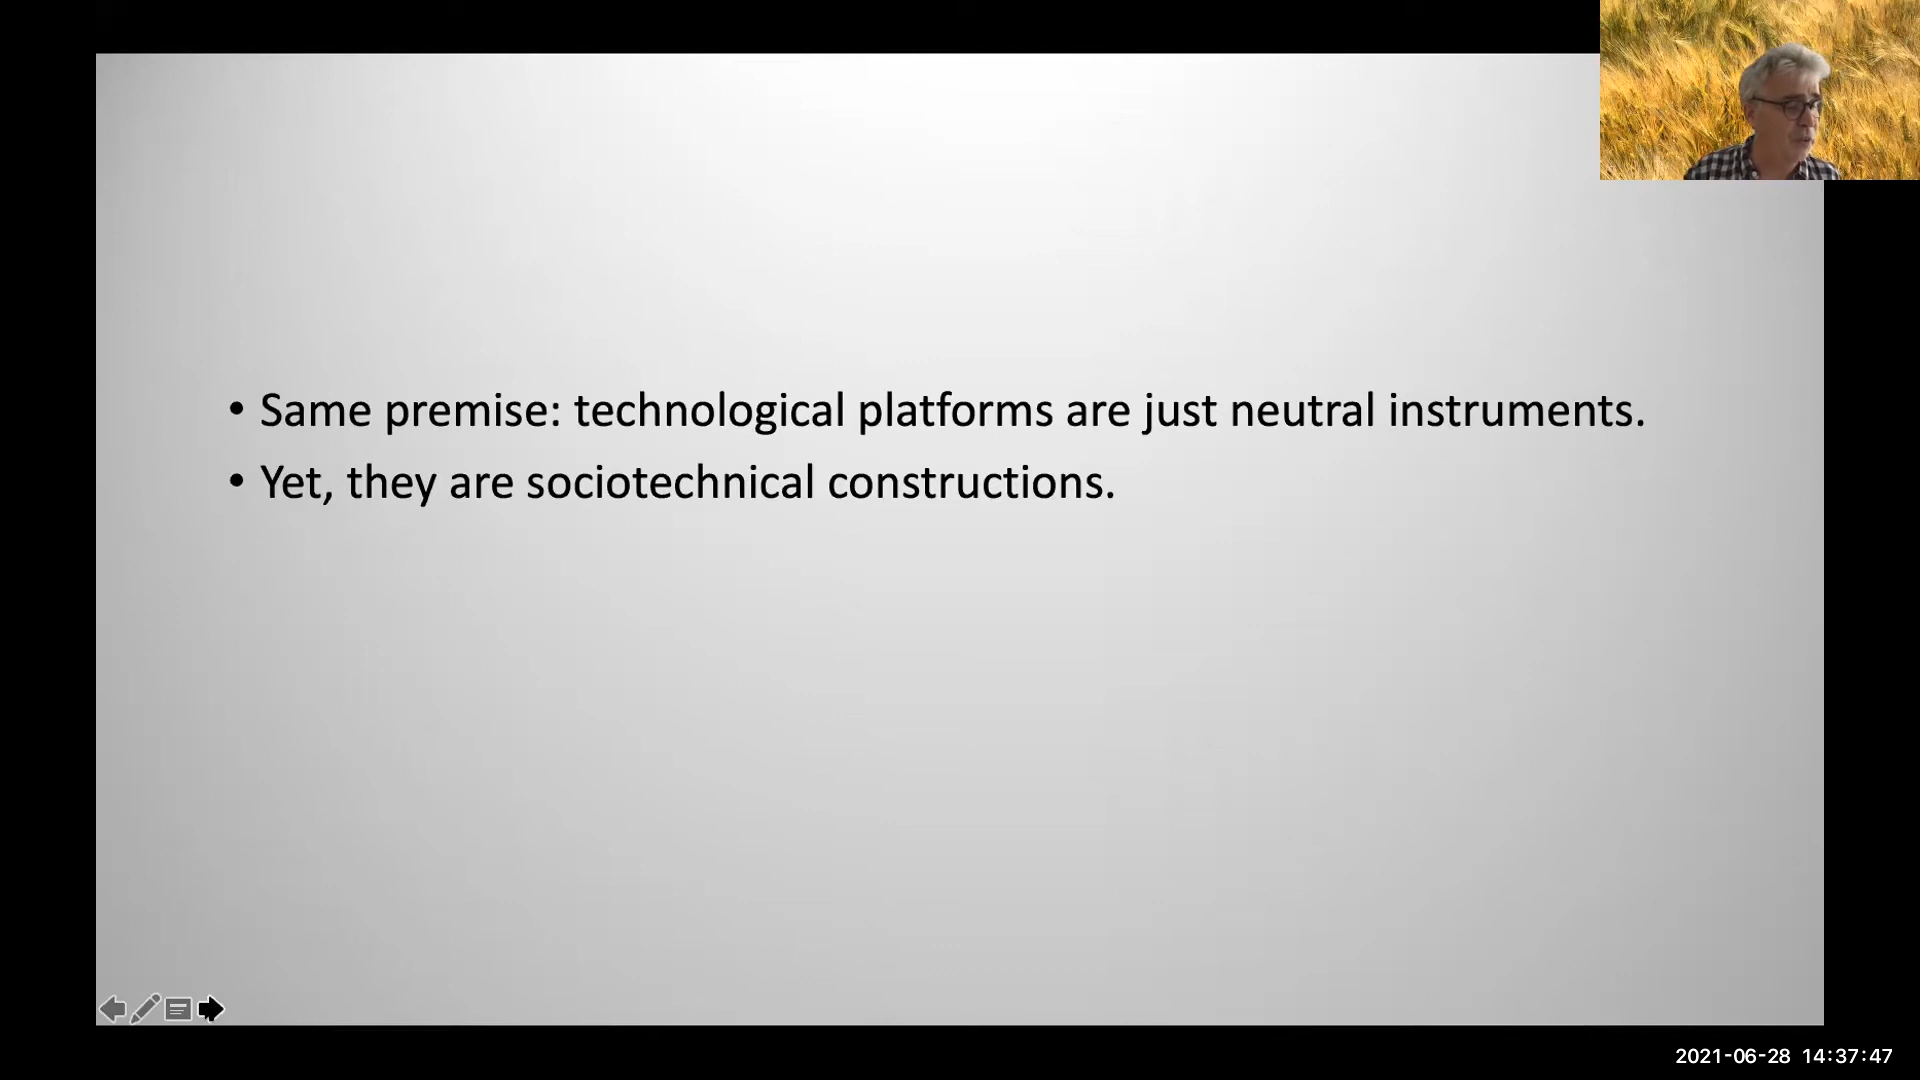 • Same premise: technological platforms are just neutral instruments.
• Yet, they are sociotechnical constructions.
2021-06-28 14:37:47